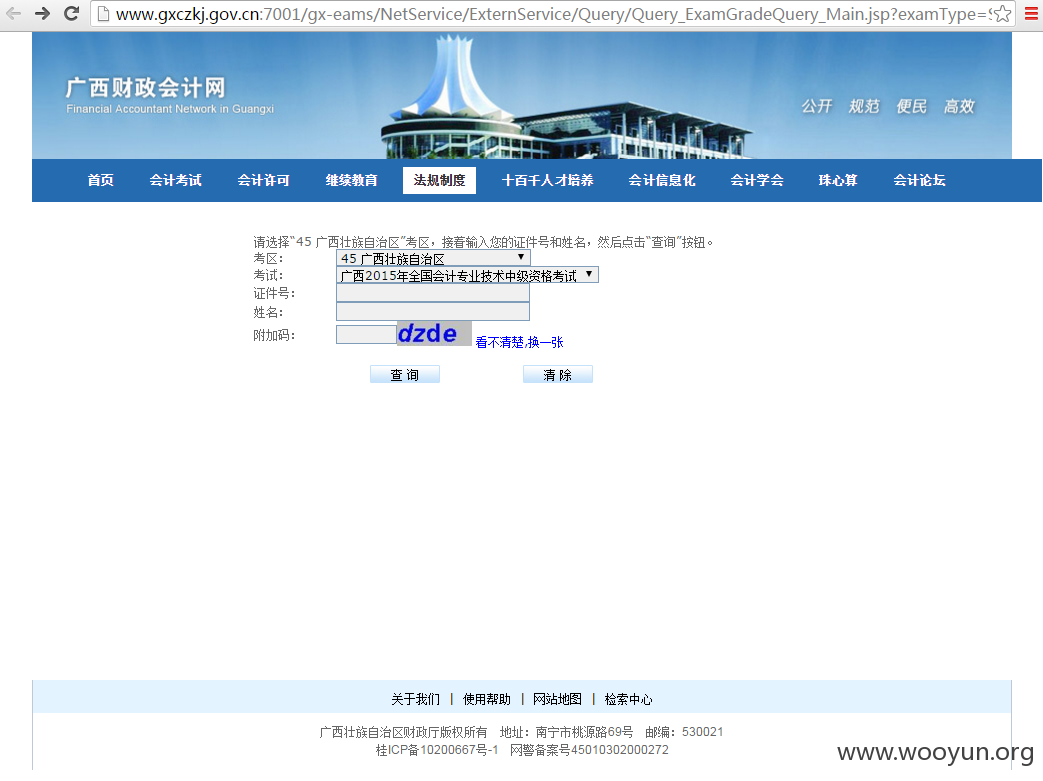 www.gxczkj.gov.cn:7001/gx-eams/NetService/ExternService/Query/Query_ExamGradeQuery_Main.jsp?examType=
广西财政会计网
Financial Accountant Network in Guangxi
公开 规范 便民 高效
首页 会计考试 会计许可 继续教育 法规制度 十百千人才培养 会计信息化 会计学会 珠心算 会计论坛
请选择“45 广西壮族自治区”考区，接着输入您的证件号和姓名，然后点击“查询”按钮。
考区： 45 广西壮族自治区
考试： 广西2015年全国会计专业技术中级资格考试
证件号：
姓名：
附加码： dzde 看不清楚,换一张
查 询 清 除
关于我们 | 使用帮助 | 网站地图 | 检索中心
广西壮族自治区财政厅版权所有 地址：南宁市桃源路69号 邮编：530021
桂ICP备10200667号-1 网警备案号45010302000272
www.wooyun.org